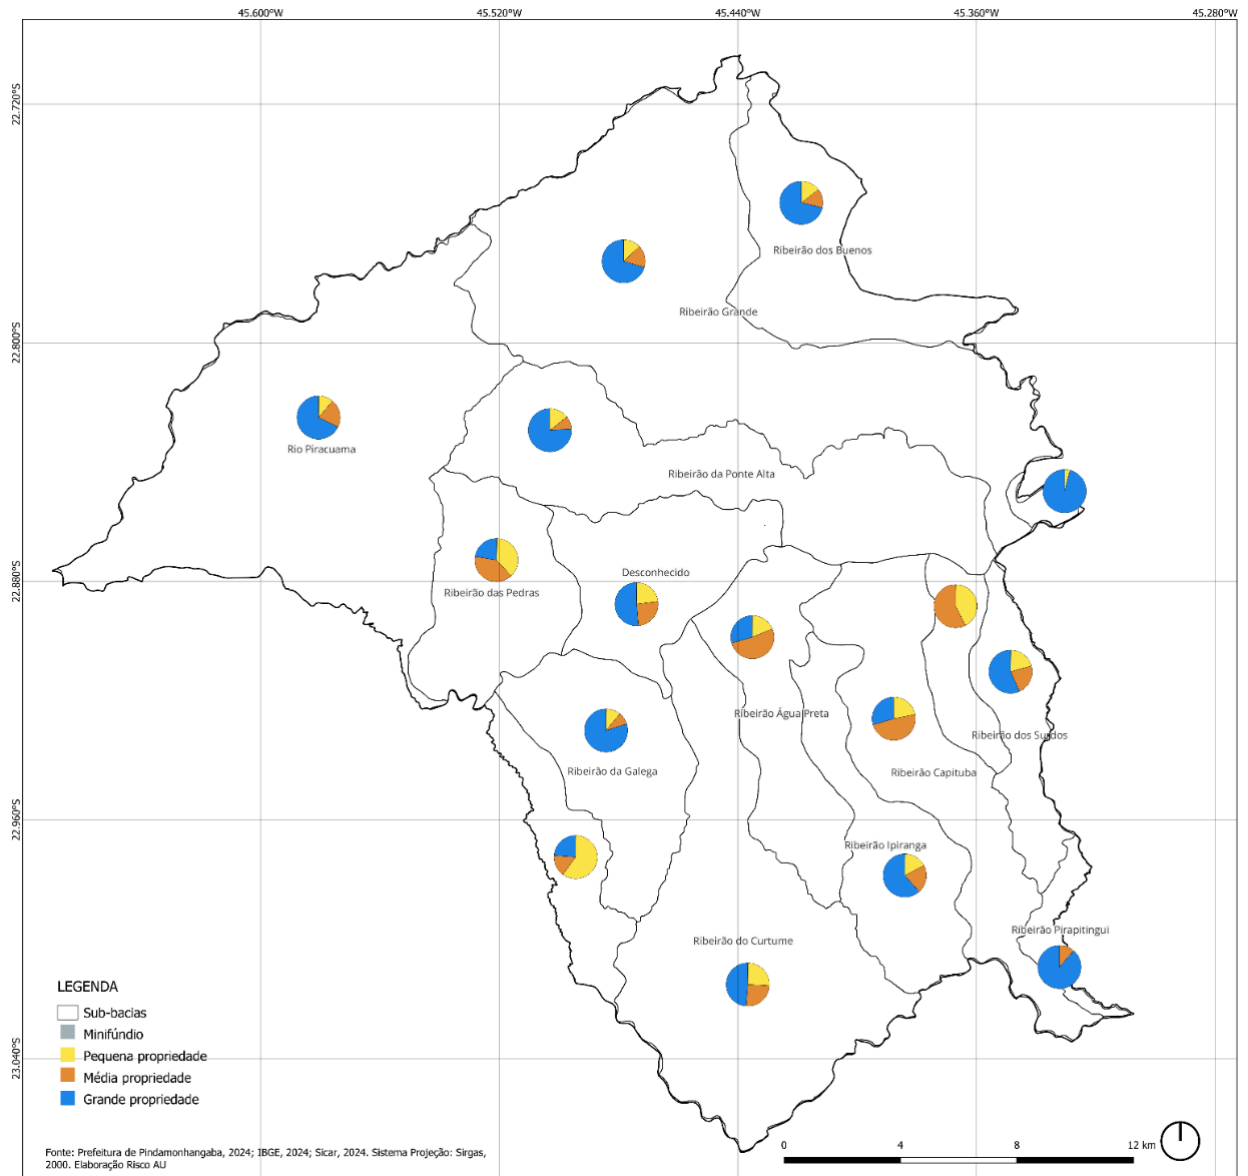 45.600°W
45.520°W
45.440°W
45.360°W
45.280°W
22.720°S
22.800°S
22.880°S
22.960°S
23.040°S
Ribeirão dos Buenos
Ribeirão Grande
Rio Piracuama
Ribeirão da Ponte Alta
Desconhecido
Ribeirão das Pedras
Ribeirão Água Preta
Ribeirão dos Surdos
Ribeirão da Galega
Ribeirão Capituba
Ribeirão Ipiranga
Ribeirão Pirapitingui
Ribeirão do Curtume
LEGENDA
Sub-bacias
Minifúndio
Pequena propriedade
Média propriedade
Grande propriedade
0
4
8
12 km
Fonte: Prefeitura de Pindamonhangaba, 2024; IBGE, 2024; Sicar, 2024. Sistema Projeção: Sirgas,
2000. Elaboração Risco AU